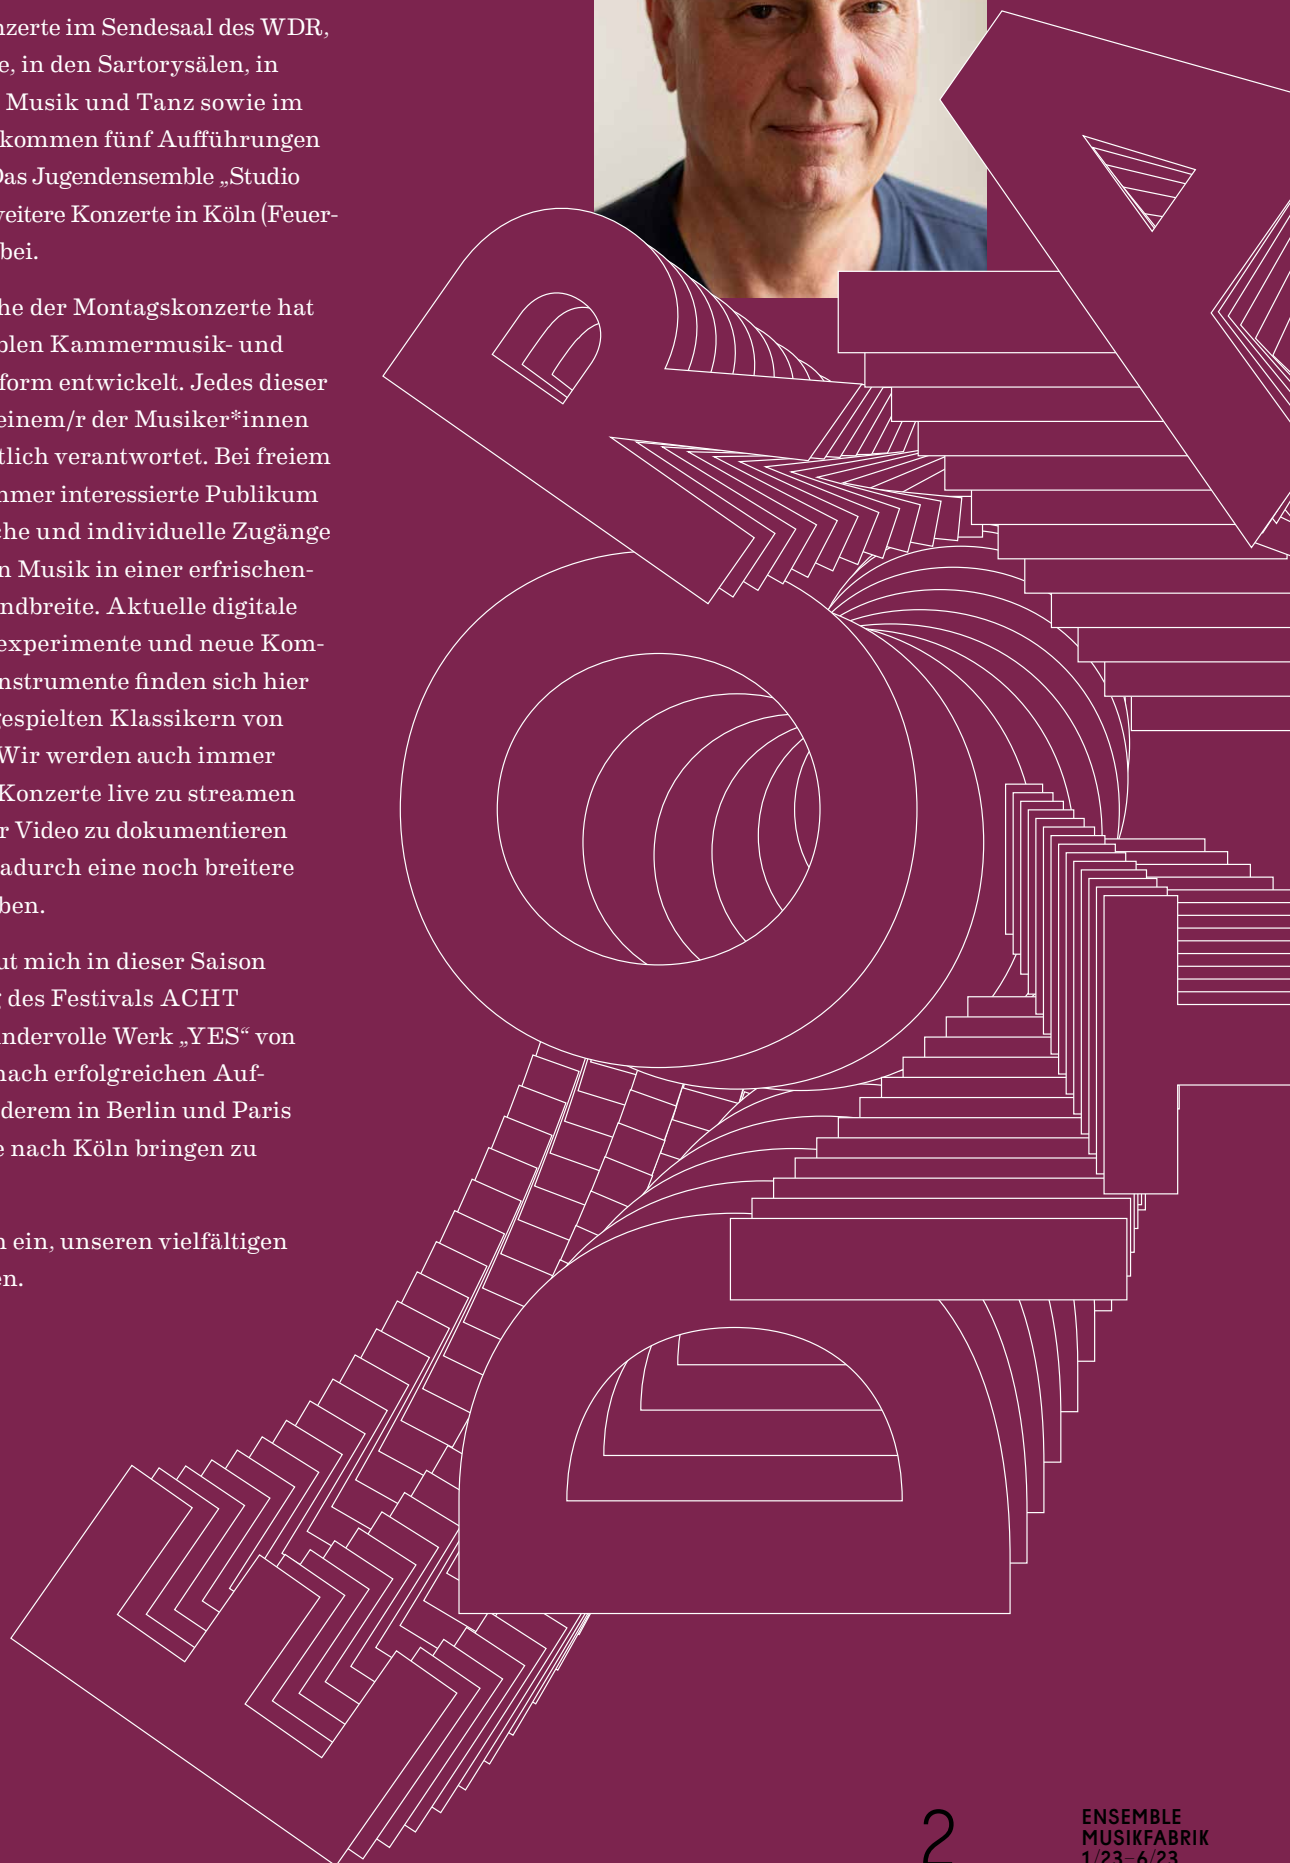 nzerte im Sendesaal des WDR,
e, in den Sartorysälen, in
Musik und Tanz sowie im
kommen fünf Aufführungen
Das Jugendensemble „Studio
weitere Konzerte in Köln (Feuer-
bei.
he der Montagskonzerte hat
blen Kammermusik- und
form entwickelt. Jedes dieser
einem/r der Musiker*innen
tlich verantwortet. Bei freiem
mmer interessierte Publikum
che und individuelle Zugänge
n Musik in einer erfrischen-
ndbreite. Aktuelle digitale
experimente und neue Kom-
nstrumente finden sich hier
gespielten Klassikern von
Wir werden auch immer
Konzerte live zu streamen
r Video zu dokumentieren
adurch eine noch breitere
ben.
ut mich in dieser Saison
g des Festivals ACHT
ndervolle Werk „YES“ von
nach erfolgreichen Auf-
derem in Berlin und Paris
e nach Köln bringen zu
n ein, unseren vielfältigen
en.
2
ENSEMBLE
MUSIKFABRIK
1/23–6/23